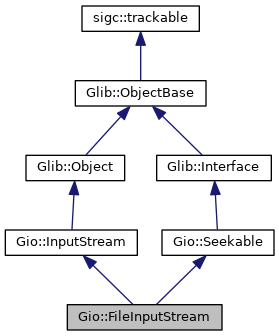 sigc::trackable
Glib::ObjectBase
Glib::Object
Glib::Interface
Gio::InputStream
Gio::Seekable
Gio::FileInputStream